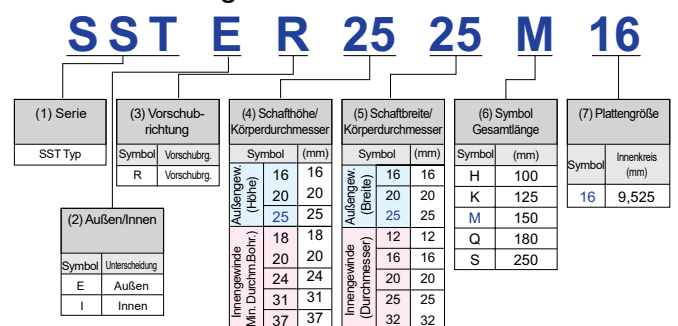 SST E R 25 25 M 16
(1) Serie
SST Typ
(2) Außen/Innen
Symbol Unterscheidung
E Außen
I Innen
(3) Vorschub-
richtung
Symbol Vorschubrg.
R Vorschubrg.
(4) Schafthöhe/
Körperdurchmesser
Symbol (mm)
Außengew.
(Höhe)
16 16
20 20
25 25
Innengewinde
Min. Durchm.Bohr.)
18 18
20 20
24 24
31 31
37 37
(5) Schaftbreite/
Körperdurchmesser
Symbol (mm)
Außengew.
(Breite)
16 16
20 20
25 25
Innengewinde
(Durchmesser)
12 12
16 16
20 20
25 25
32 32
(6) Symbol
Gesamtlänge
Symbol (mm)
H 100
K 125
M 150
Q 180
S 250
(7) Plattengröße
Symbol Innenkreis
(mm)
16 9,525